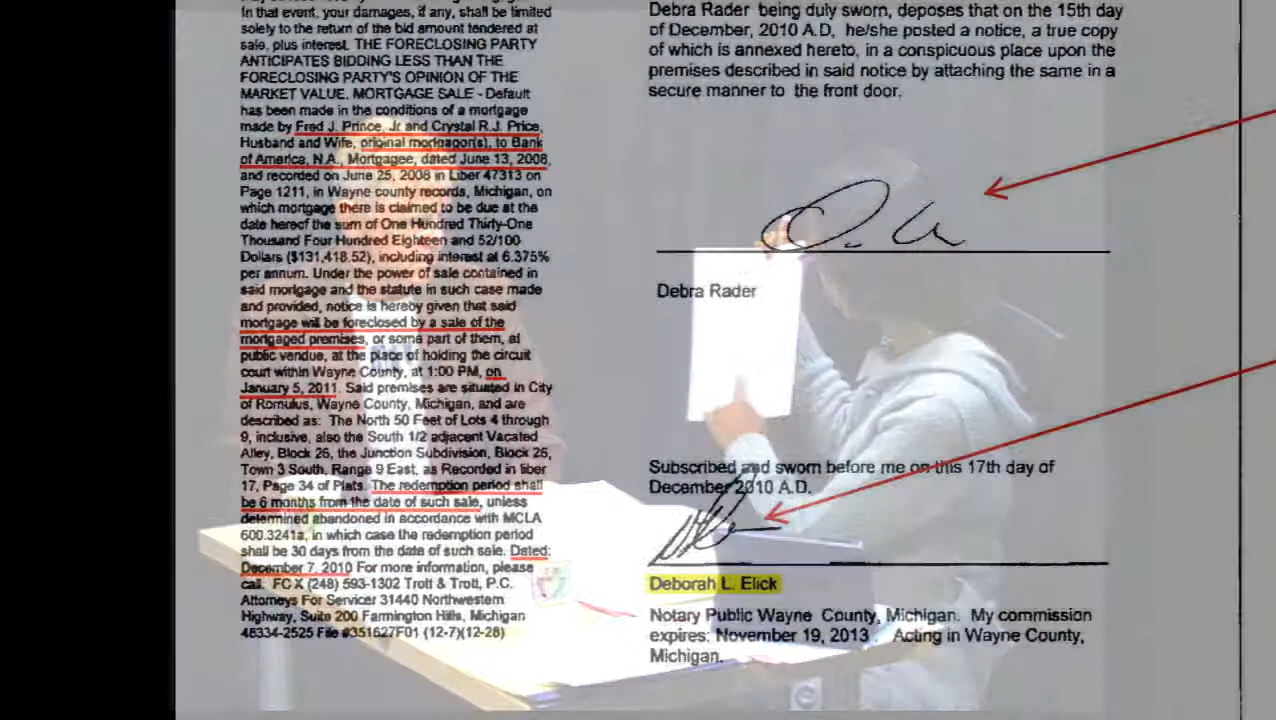 In that event, your damages, if any, shall be limited
solely to the return of the bid amount tendered at
sale, plus interest. THE FORECLOSING PARTY
ANTICIPATES BIDDING LESS THAN THE
FORECLOSING PARTY'S OPINION OF THE
MARKET VALUE. MORTGAGE SALE - Default
has been made in the conditions of a mortgage
made by Fred J. Prince, Jr and Crystal R.J. Price,
Husband and Wife, original mortgagor(s), to Bank
of America, N.A., Mortgagee, dated June 13, 2008,
and recorded on June 25, 2008 in Liber 47313 on
Page 1211, in Wayne county records, Michigan, on
which mortgage there is claimed to be due at the
date hereof the sum of One Hundred Thirty-One
Thousand Four Hundred Eighteen and 52/100
Dollars ($131,418.52), including interest at 6.375%
per annum. Under the power of sale contained in
said mortgage and the statute in such case made
and provided, notice is hereby given that said
mortgage will be foreclosed by a sale of the
mortgaged premises, or some part of them, at
public vendue, at the place of holding the circuit
court within Wayne County, at 1:00 PM, on
January 5, 2011. Said premises are situated in City
of Romulus, Wayne County, Michigan, and are
described as: The North 50 Feet of Lots 4 through
9, inclusive, also the South 1/2 adjacent Vacated
Alley, Block 26, the Junction Subdivision, Block 26,
Town 3 South, Range 9 East, as Recorded in liber
17, Page 34 of Plats. The redemption period shall
be 6 months from the date of such sale, unless
determined abandoned in accordance with MCLA
600.3241a, in which case the redemption period
shall be 30 days from the date of such sale. Dated:
December 7, 2010 For more information, please
call: FC X (248) 593-1302 Trott & Trott, P.C.
Attorneys For Servicer 31440 Northwestern
Highway, Suite 200 Farmington Hills, Michigan
48334-2525 File #351627F01 (12-7)(12-28)
Debra Rader being duly sworn, deposes that on the 15th day
of December, 2010 A.D, he/she posted a notice, a true copy
of which is annexed hereto, in a conspicuous place upon the
premises described in said notice by attaching the same in a
secure manner to the front door.
Debra Rader
Subscribed and sworn before me on this 17th day of
December 2010 A.D.
Deborah L. Elick
Notary Public Wayne County, Michigan. My commission
expires: November 19, 2013. Acting in Wayne County,
Michigan.